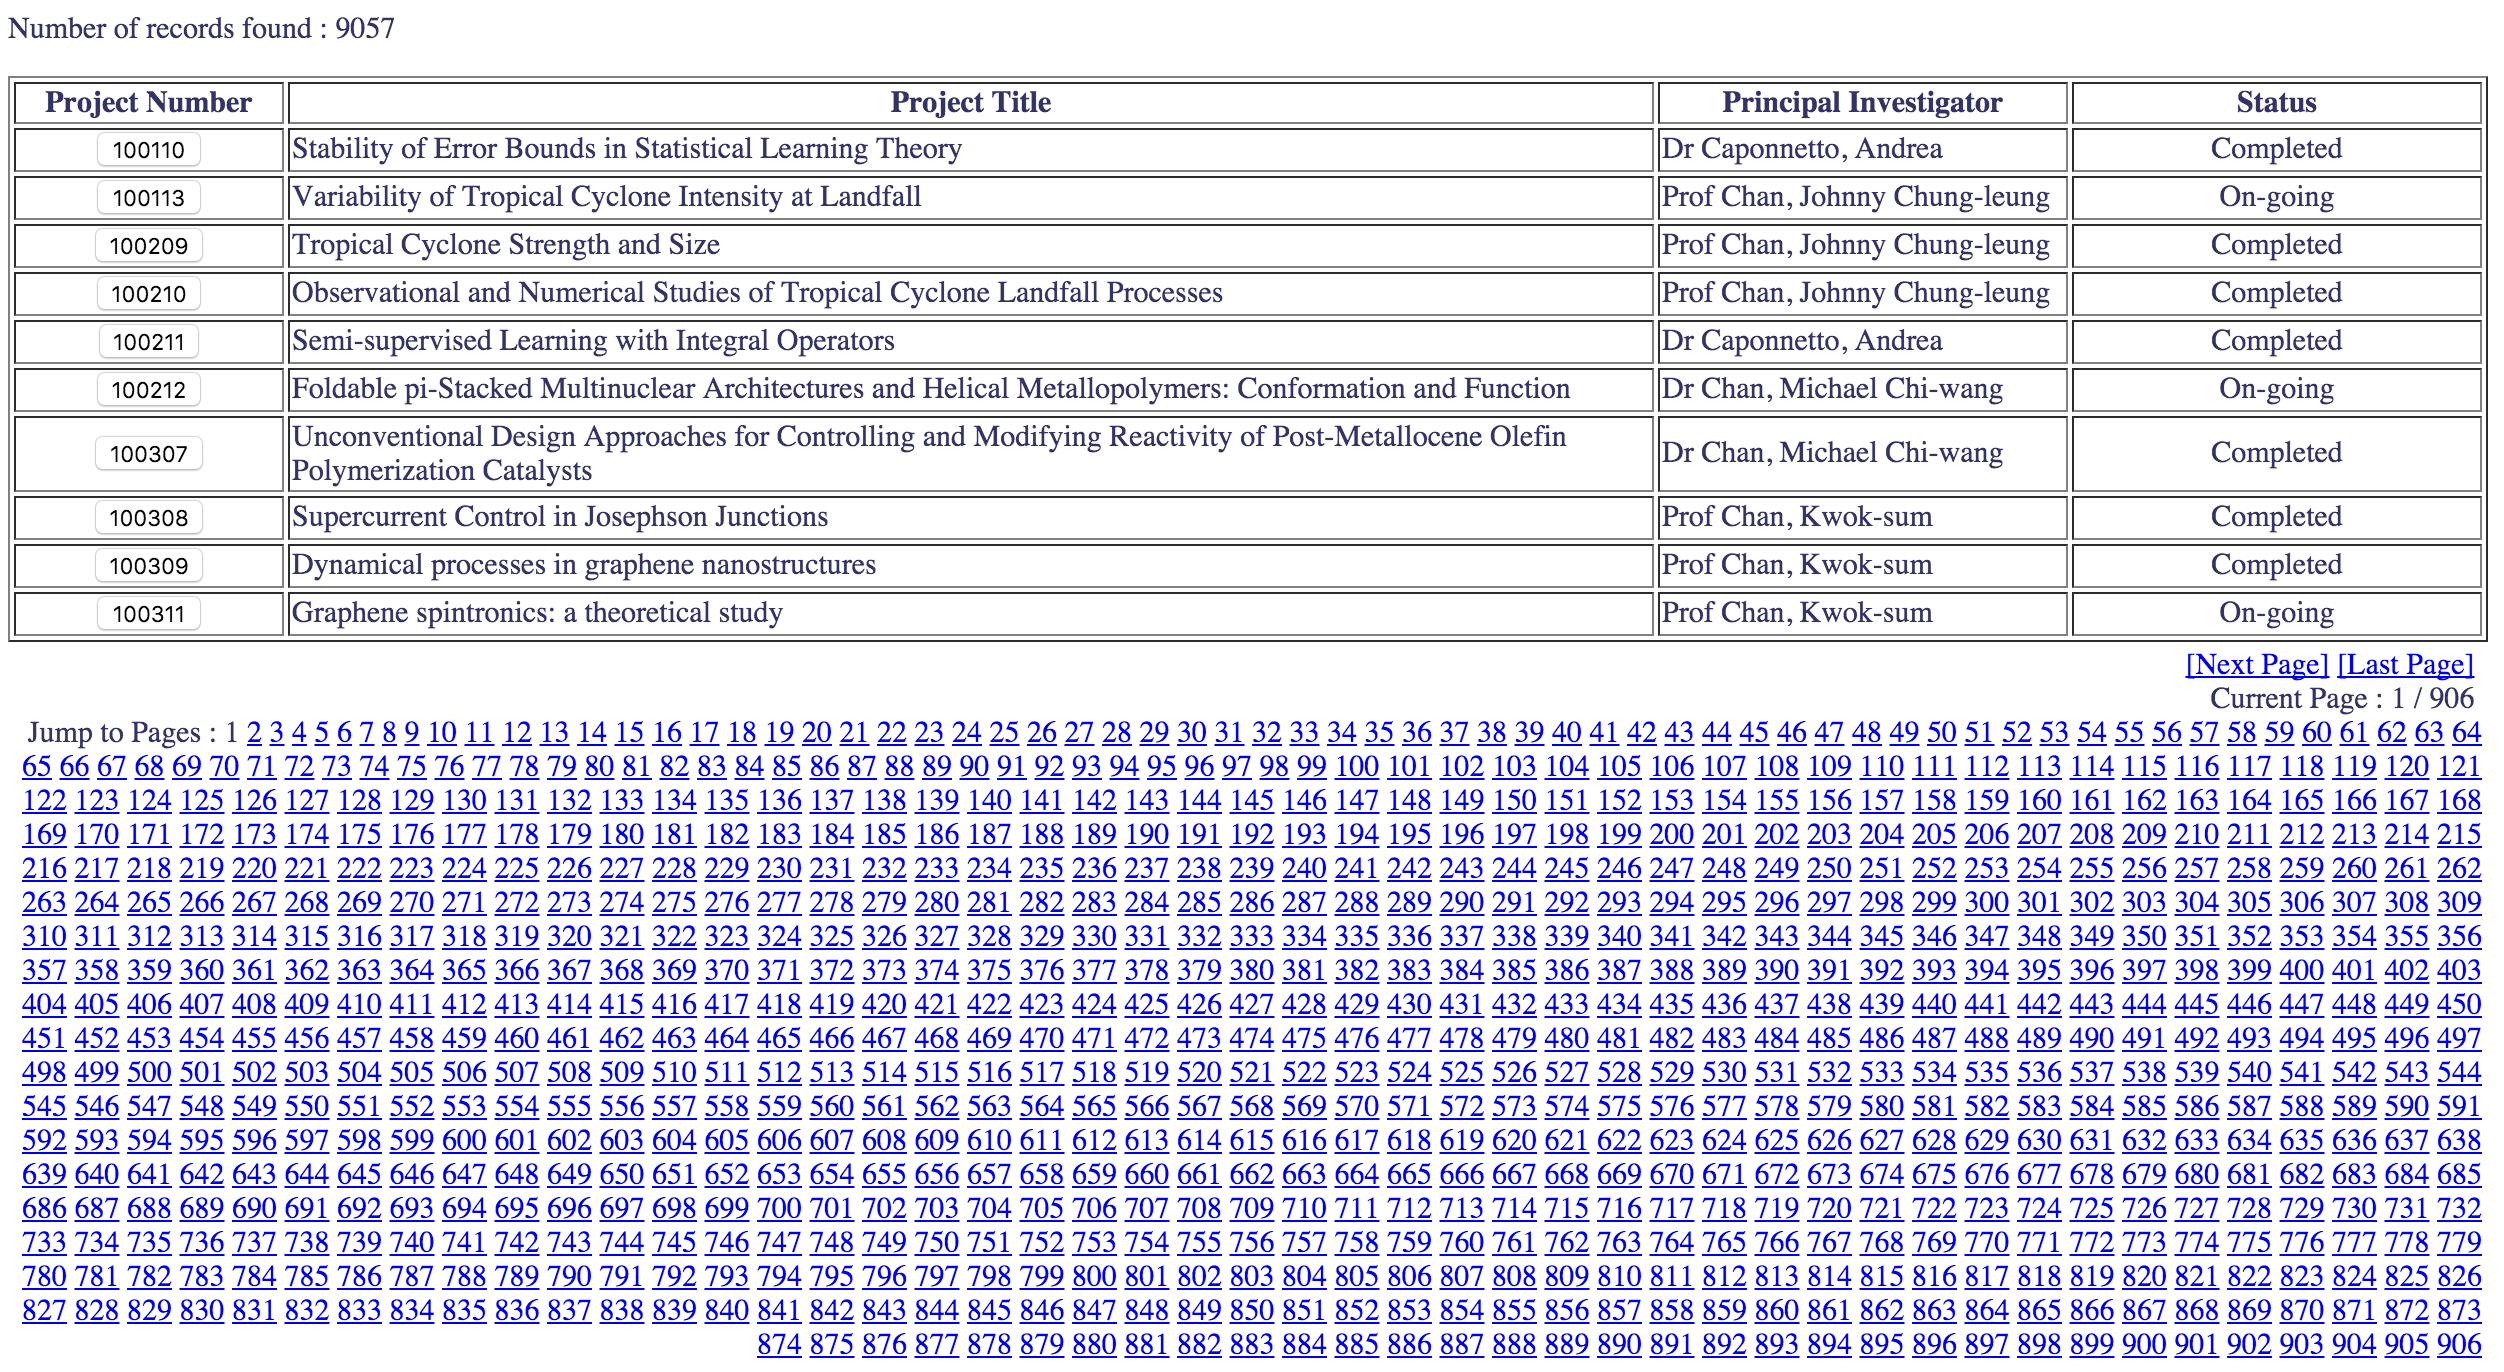 Number of records found : 9057
Project Number Project Title Principal Investigator Status
100110 Stability of Error Bounds in Statistical Learning Theory Dr Caponnetto, Andrea Completed
100113 Variability of Tropical Cyclone Intensity at Landfall Prof Chan, Johnny Chung-leung On-going
100209 Tropical Cyclone Strength and Size Prof Chan, Johnny Chung-leung Completed
100210 Observational and Numerical Studies of Tropical Cyclone Landfall Processes Prof Chan, Johnny Chung-leung Completed
100211 Semi-supervised Learning with Integral Operators Dr Caponnetto, Andrea Completed
100212 Foldable pi-Stacked Multinuclear Architectures and Helical Metallopolymers: Conformation and Function Dr Chan, Michael Chi-wang On-going
100307 Unconventional Design Approaches for Controlling and Modifying Reactivity of Post-Metallocene Olefin
Polymerization Catalysts Dr Chan, Michael Chi-wang Completed
100308 Supercurrent Control in Josephson Junctions Prof Chan, Kwok-sum Completed
100309 Dynamical processes in graphene nanostructures Prof Chan, Kwok-sum Completed
100311 Graphene spintronics: a theoretical study Prof Chan, Kwok-sum On-going
[Next Page] [Last Page]
Current Page : 1 / 906
Jump to Pages : 1 2 3 4 5 6 7 8 9 10 11 12 13 14 15 16 17 18 19 20 21 22 23 24 25 26 27 28 29 30 31 32 33 34 35 36 37 38 39 40 41 42 43 44 45 46 47 48 49 50 51 52 53 54 55 56 57 58 59 60 61 62 63 64
65 66 67 68 69 70 71 72 73 74 75 76 77 78 79 80 81 82 83 84 85 86 87 88 89 90 91 92 93 94 95 96 97 98 99 100 101 102 103 104 105 106 107 108 109 110 111 112 113 114 115 116 117 118 119 120 121
122 123 124 125 126 127 128 129 130 131 132 133 134 135 136 137 138 139 140 141 142 143 144 145 146 147 148 149 150 151 152 153 154 155 156 157 158 159 160 161 162 163 164 165 166 167 168
169 170 171 172 173 174 175 176 177 178 179 180 181 182 183 184 185 186 187 188 189 190 191 192 193 194 195 196 197 198 199 200 201 202 203 204 205 206 207 208 209 210 211 212 213 214 215
216 217 218 219 220 221 222 223 224 225 226 227 228 229 230 231 232 233 234 235 236 237 238 239 240 241 242 243 244 245 246 247 248 249 250 251 252 253 254 255 256 257 258 259 260 261 262
263 264 265 266 267 268 269 270 271 272 273 274 275 276 277 278 279 280 281 282 283 284 285 286 287 288 289 290 291 292 293 294 295 296 297 298 299 300 301 302 303 304 305 306 307 308 309
310 311 312 313 314 315 316 317 318 319 320 321 322 323 324 325 326 327 328 329 330 331 332 333 334 335 336 337 338 339 340 341 342 343 344 345 346 347 348 349 350 351 352 353 354 355 356
357 358 359 360 361 362 363 364 365 366 367 368 369 370 371 372 373 374 375 376 377 378 379 380 381 382 383 384 385 386 387 388 389 390 391 392 393 394 395 396 397 398 399 400 401 402 403
404 405 406 407 408 409 410 411 412 413 414 415 416 417 418 419 420 421 422 423 424 425 426 427 428 429 430 431 432 433 434 435 436 437 438 439 440 441 442 443 444 445 446 447 448 449 450
451 452 453 454 455 456 457 458 459 460 461 462 463 464 465 466 467 468 469 470 471 472 473 474 475 476 477 478 479 480 481 482 483 484 485 486 487 488 489 490 491 492 493 494 495 496 497
498 499 500 501 502 503 504 505 506 507 508 509 510 511 512 513 514 515 516 517 518 519 520 521 522 523 524 525 526 527 528 529 530 531 532 533 534 535 536 537 538 539 540 541 542 543 544
545 546 547 548 549 550 551 552 553 554 555 556 557 558 559 560 561 562 563 564 565 566 567 568 569 570 571 572 573 574 575 576 577 578 579 580 581 582 583 584 585 586 587 588 589 590 591
592 593 594 595 596 597 598 599 600 601 602 603 604 605 606 607 608 609 610 611 612 613 614 615 616 617 618 619 620 621 622 623 624 625 626 627 628 629 630 631 632 633 634 635 636 637 638
639 640 641 642 643 644 645 646 647 648 649 650 651 652 653 654 655 656 657 658 659 660 661 662 663 664 665 666 667 668 669 670 671 672 673 674 675 676 677 678 679 680 681 682 683 684 685
686 687 688 689 690 691 692 693 694 695 696 697 698 699 700 701 702 703 704 705 706 707 708 709 710 711 712 713 714 715 716 717 718 719 720 721 722 723 724 725 726 727 728 729 730 731 732
733 734 735 736 737 738 739 740 741 742 743 744 745 746 747 748 749 750 751 752 753 754 755 756 757 758 759 760 761 762 763 764 765 766 767 768 769 770 771 772 773 774 775 776 777 778 779
780 781 782 783 784 785 786 787 788 789 790 791 792 793 794 795 796 797 798 799 800 801 802 803 804 805 806 807 808 809 810 811 812 813 814 815 816 817 818 819 820 821 822 823 824 825 826
827 828 829 830 831 832 833 834 835 836 837 838 839 840 841 842 843 844 845 846 847 848 849 850 851 852 853 854 855 856 857 858 859 860 861 862 863 864 865 866 867 868 869 870 871 872 873
874 875 876 877 878 879 880 881 882 883 884 885 886 887 888 889 890 891 892 893 894 895 896 897 898 899 900 901 902 903 904 905 906